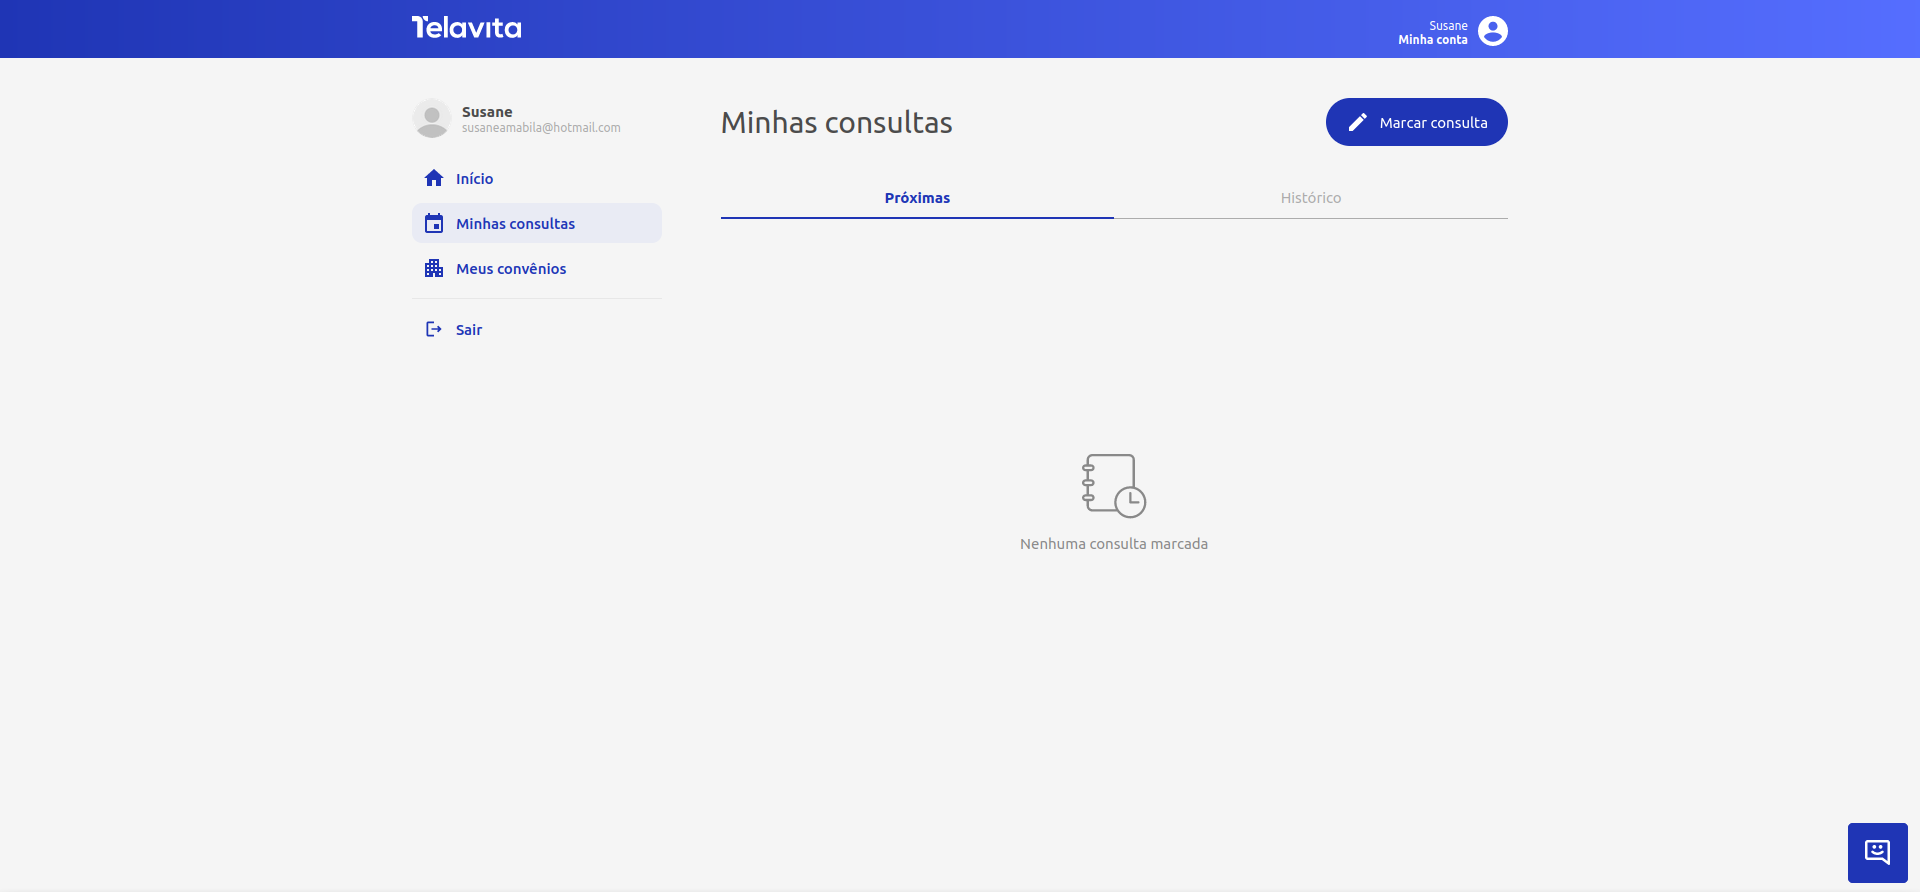 Telavita
Susane
Minha conta
Susane
susaneamabila@hotmail.com
Início
Minhas consultas
Meus convênios
Sair
Minhas consultas
Marcar consulta
Próximas
Histórico
Nenhuma consulta marcada